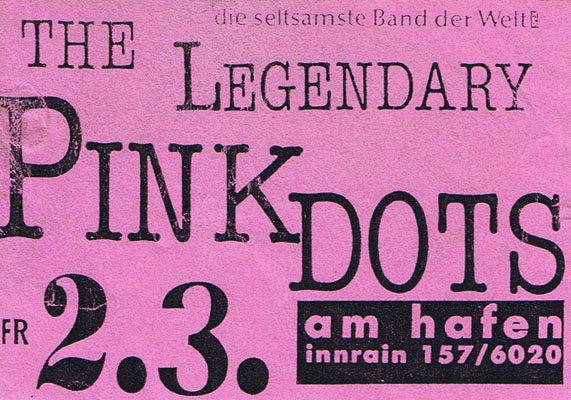 die seltsamste Band der Welt
THE LEGENDARY
PINK DOTS
FR 2.3.
am hafen
innrain 157/6020